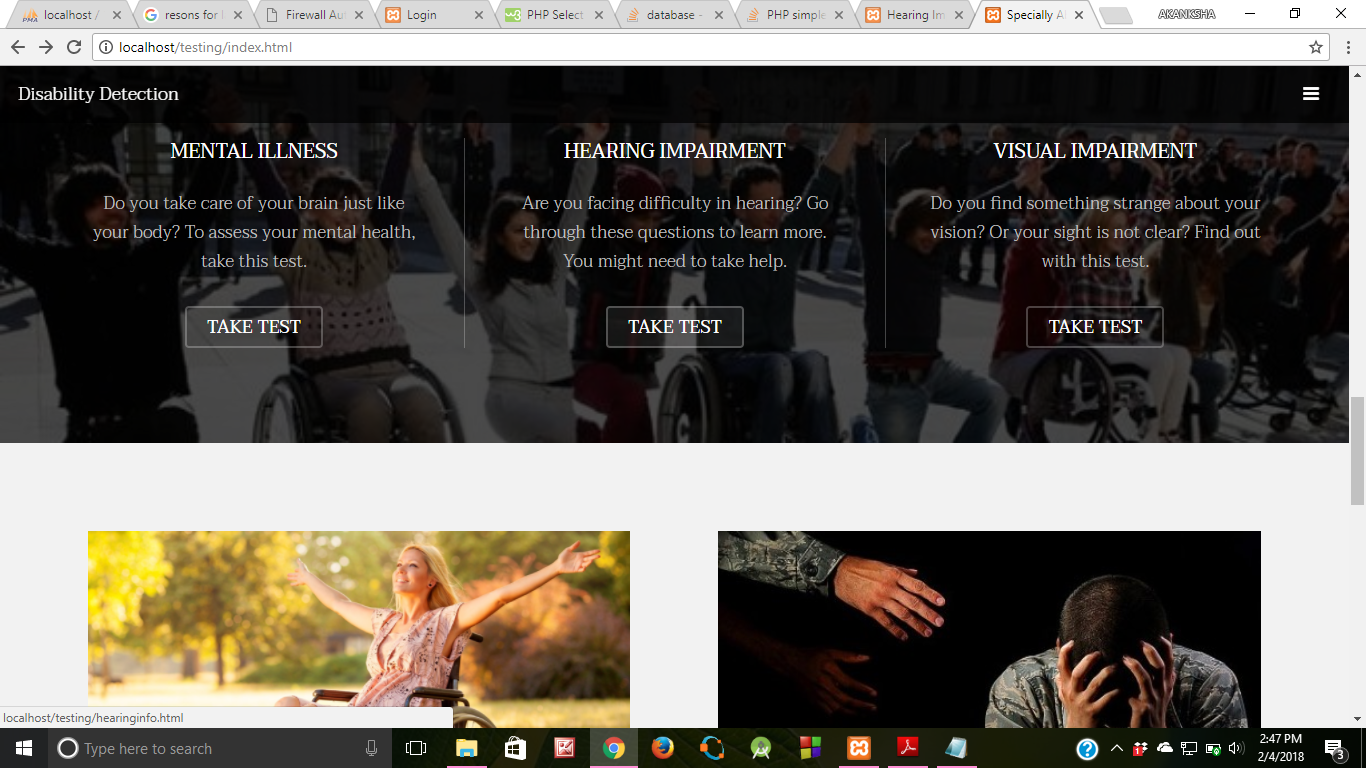 localhost /
resons for
Firewall Au
Login
PHP Select
database -
PHP simple
Hearing Im
Specially A
AKANKSHA
localhost/testing/index.html
Disability Detection
MENTAL ILLNESS
Do you take care of your brain just like
your body? To assess your mental health,
take this test.
TAKE TEST
HEARING IMPAIRMENT
Are you facing difficulty in hearing? Go
through these questions to learn more.
You might need to take help.
TAKE TEST
VISUAL IMPAIRMENT
Do you find something strange about your
vision? Or your sight is not clear? Find out
with this test.
TAKE TEST
localhost/testing/hearinginfo.html
Type here to search
2:47 PM
2/4/2018
3